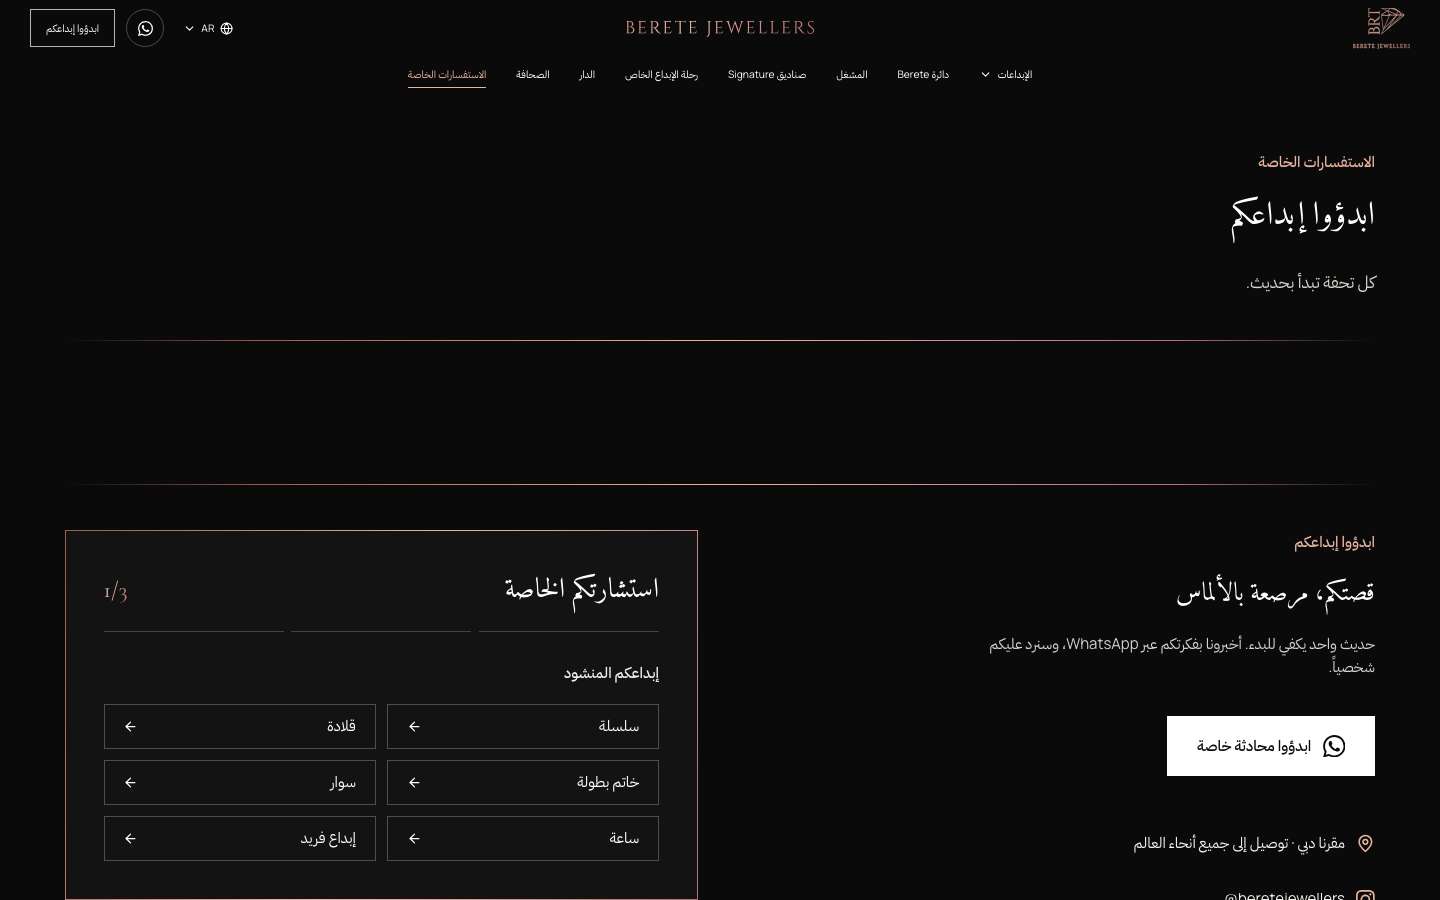 BRT
BERETE JEWELLERS
BERETE JEWELLERS
AR
ابدؤوا إبداعكم
الإبداعات
دائرة Berete
المشغل
صناديق Signature
رحلة الإبداع الخاص
الدار
الصحافة
الاستفسارات الخاصة
الاستفسارات الخاصة
ابدؤوا إبداعكم
كل تحفة تبدأ بحديث.
ابدؤوا إبداعكم
قصتكم، مرصعة بالألماس
حديث واحد يكفي للبدء. أخبرونا بفكرتكم عبر WhatsApp، وسنرد عليكم
شخصياً.
ابدؤوا محادثة خاصة
مقرنا دبي · توصيل إلى جميع أنحاء العالم
@beretejewellers
استشارتكم الخاصة
1/3
إبداعكم المنشود
سلسلة
قلادة
خاتم بطولة
سوار
ساعة
إبداع فريد